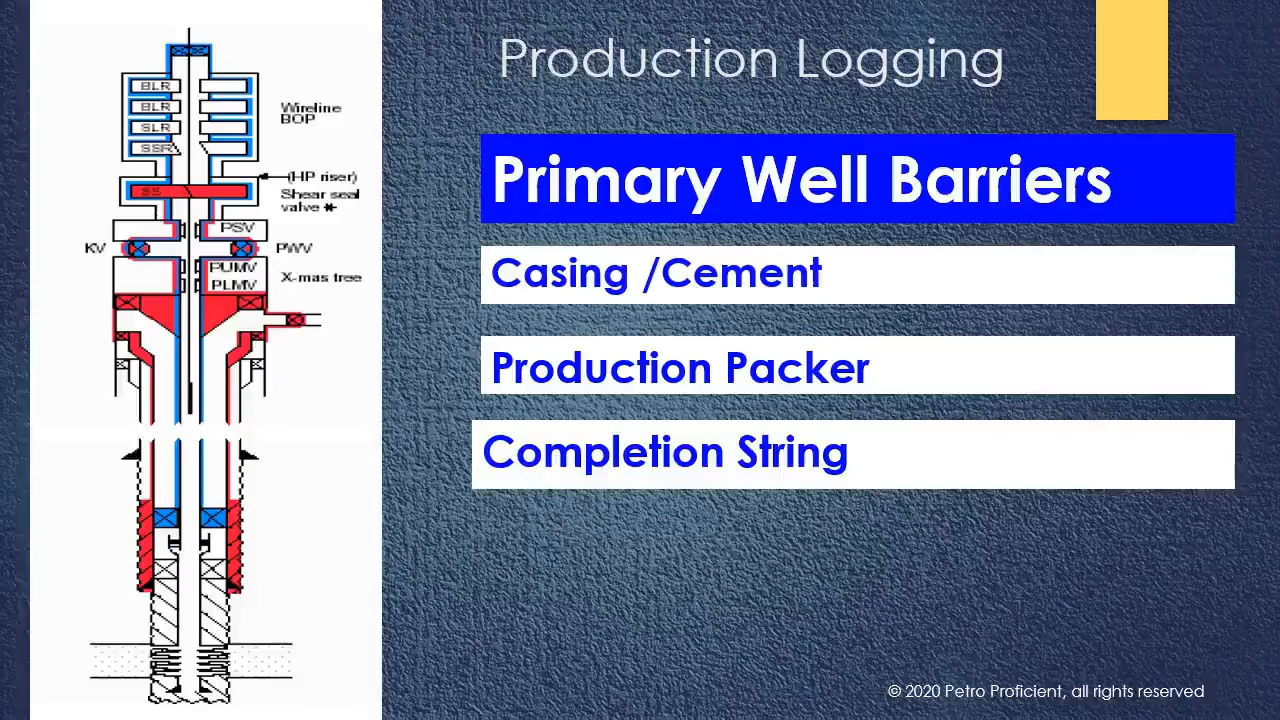 Production Logging
Primary Well Barriers
Casing /Cement
Production Packer
Completion String
BLR
BLR
SLR
SSR
Wireline
BOP
(HP riser)
SS
Shear seal
valve *
PSV
KV
PWV
PUMV
PLMV
X-mas tree
© 2020 Petro Proficient, all rights reserved